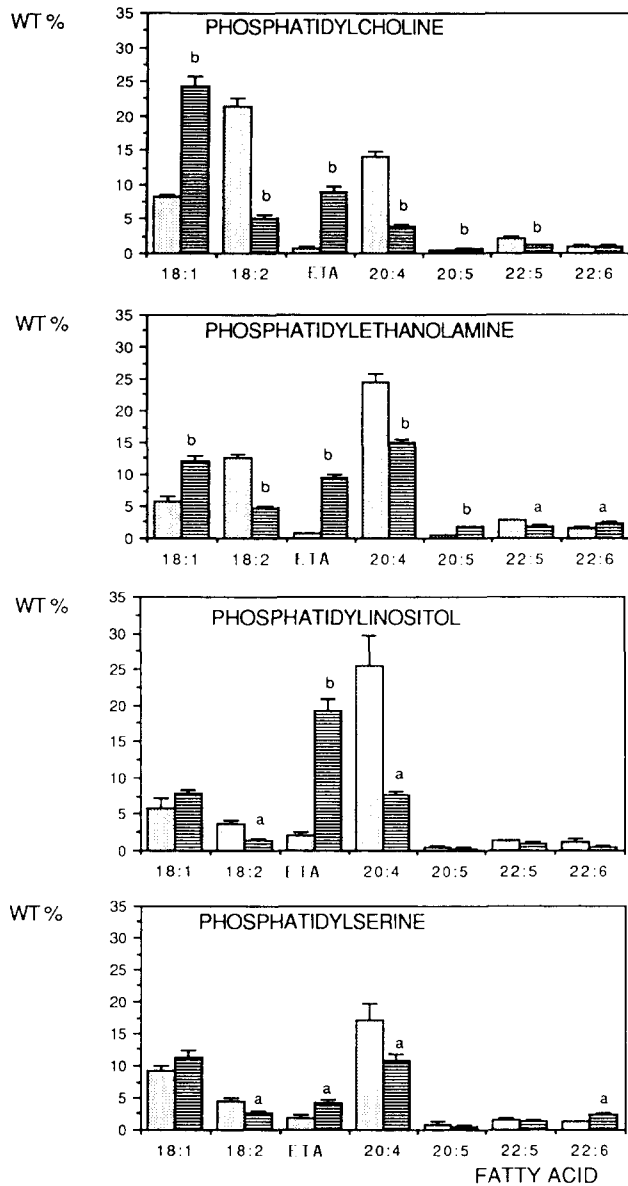 WT %
PHOSPHATIDYLCHOLINE
35
30
25
20
15
10
5
0
b
b
b
b
b
b
18:1 18:2 ETA 20:4 20:5 22:5 22:6
WT %
PHOSPHATIDYLETHANOLAMINE
35
30
25
20
15
10
5
0
b
b
b
b
b
a
a
18:1 18:2 ETA 20:4 20:5 22:5 22:6
WT %
PHOSPHATIDYLINOSITOL
35
30
25
20
15
10
5
0
a
b
a
18:1 18:2 ETA 20:4 20:5 22:5 22:6
WT %
PHOSPHATIDYLSERINE
35
30
25
20
15
10
5
0
a
a
a
a
18:1 18:2 ETA 20:4 20:5 22:5 22:6
FATTY ACID